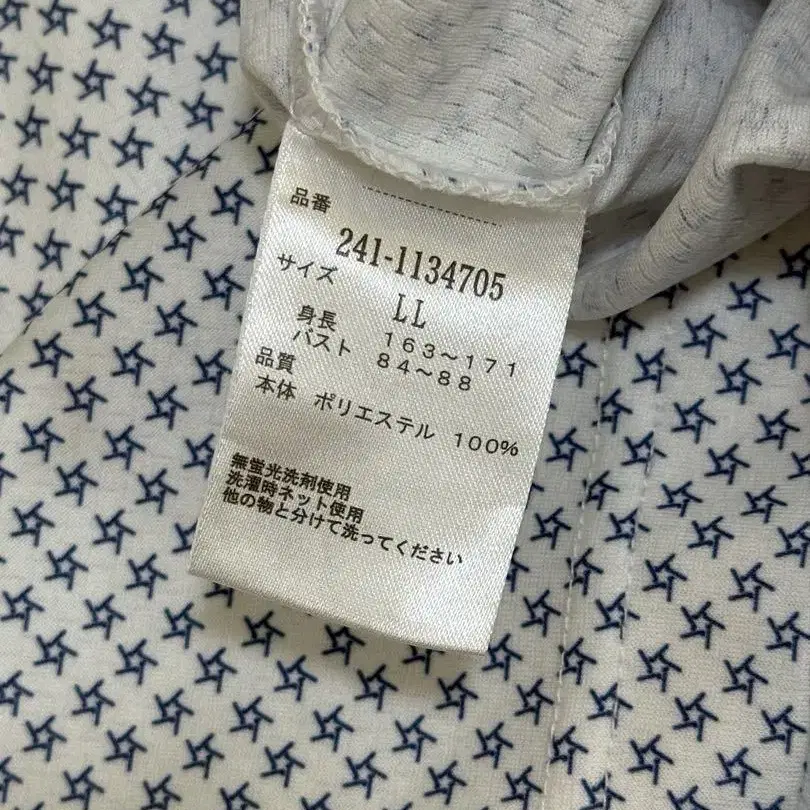 品番
241-1134705
サイズ
LL
身長 163～171
バスト 84～88
品質
本体 ポリエステル 100%
無蛍光洗剤使用
洗濯時ネット使用
他の物と分けて洗ってください